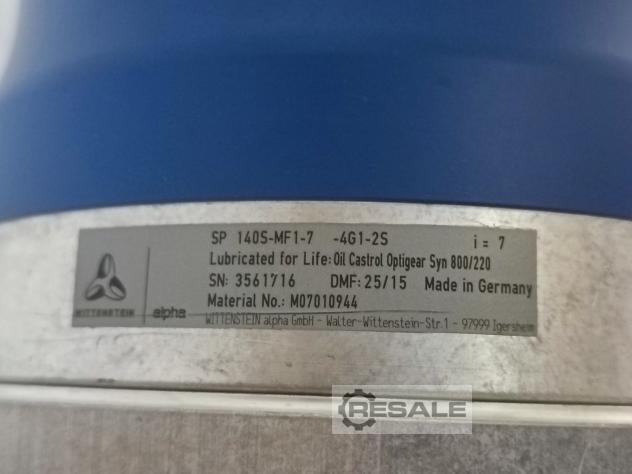 SP 140S-MF1-7 -4G1-2S i = 7
Lubricated for Life: Oil Castrol Optigear Syn 800/220
SN: 3561716 DMF: 25/15 Made in Germany
Material No.: M07010944
WITTENSTEIN alpha GmbH - Walter-Wittenstein-Str.1 - 97999 Igersheim
WITTENSTEIN alpha
RESALE